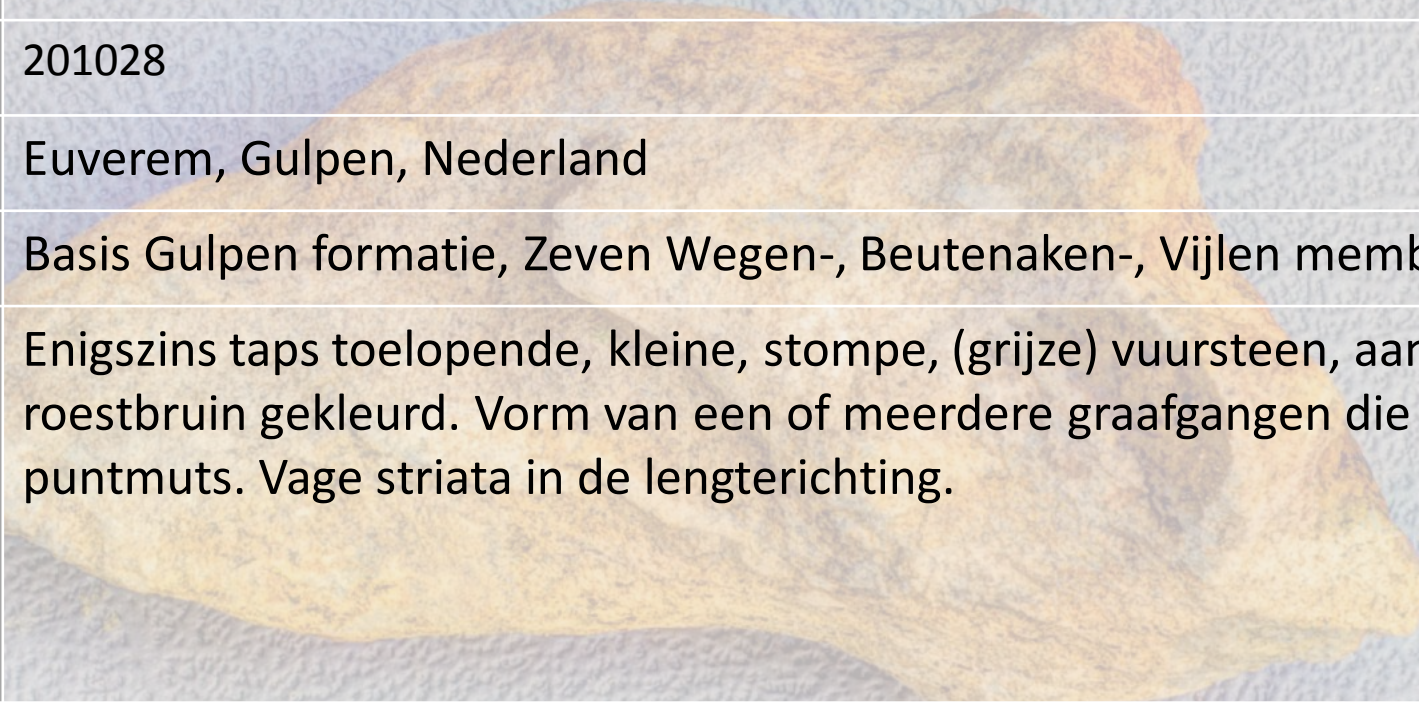 201028
Euverem, Gulpen, Nederland
Basis Gulpen formatie, Zeven Wegen-, Beutenaken-, Vijlen
Enigszins taps toelopende, kleine, stompe, (grijze) vuursteen,
roestbruin gekleurd. Vorm van een of meerdere graafgangen die
puntmuts. Vage striata in de lengterichting.